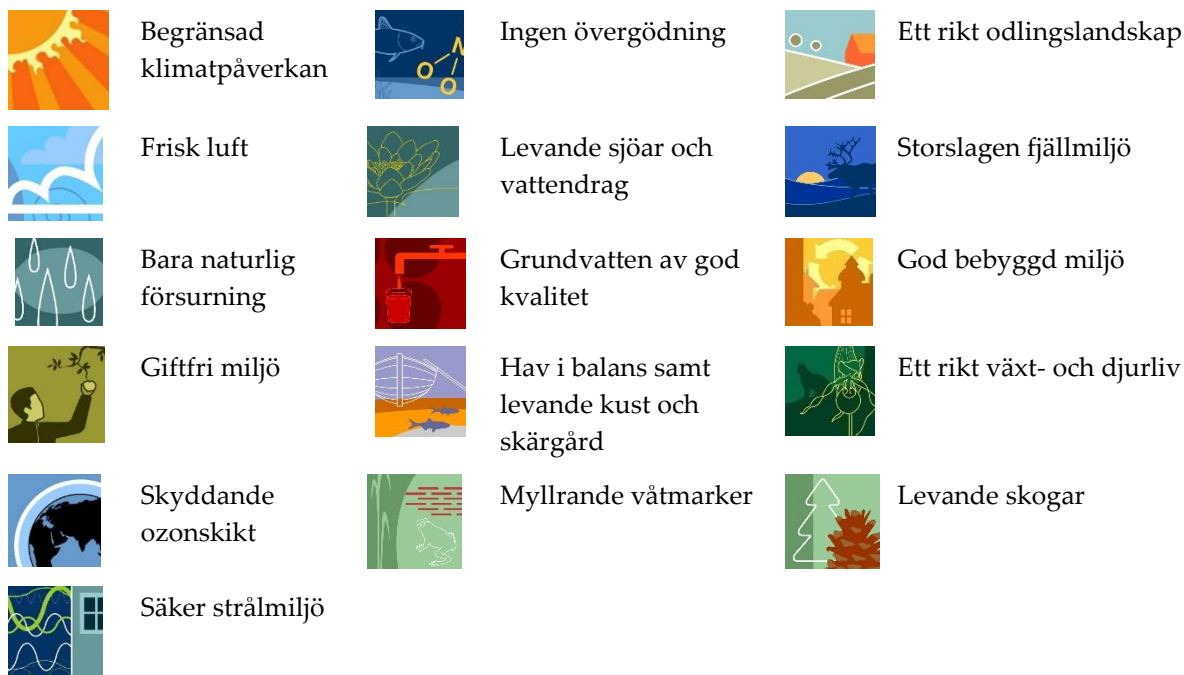 Begränsad
klimatpåverkan
Ingen övergödning
Ett rikt odlingslandskap
Frisk luft
Levande sjöar och
vattendrag
Storslagen fjällmiljö
Bara naturlig
försurning
Grundvatten av god
kvalitet
God bebyggd miljö
Giftfri miljö
Hav i balans samt
levande kust och
skärgård
Ett rikt växt- och djurliv
Skyddande
ozonskikt
Myllrande våtmarker
Levande skogar
Säker strålmiljö
N
O
O